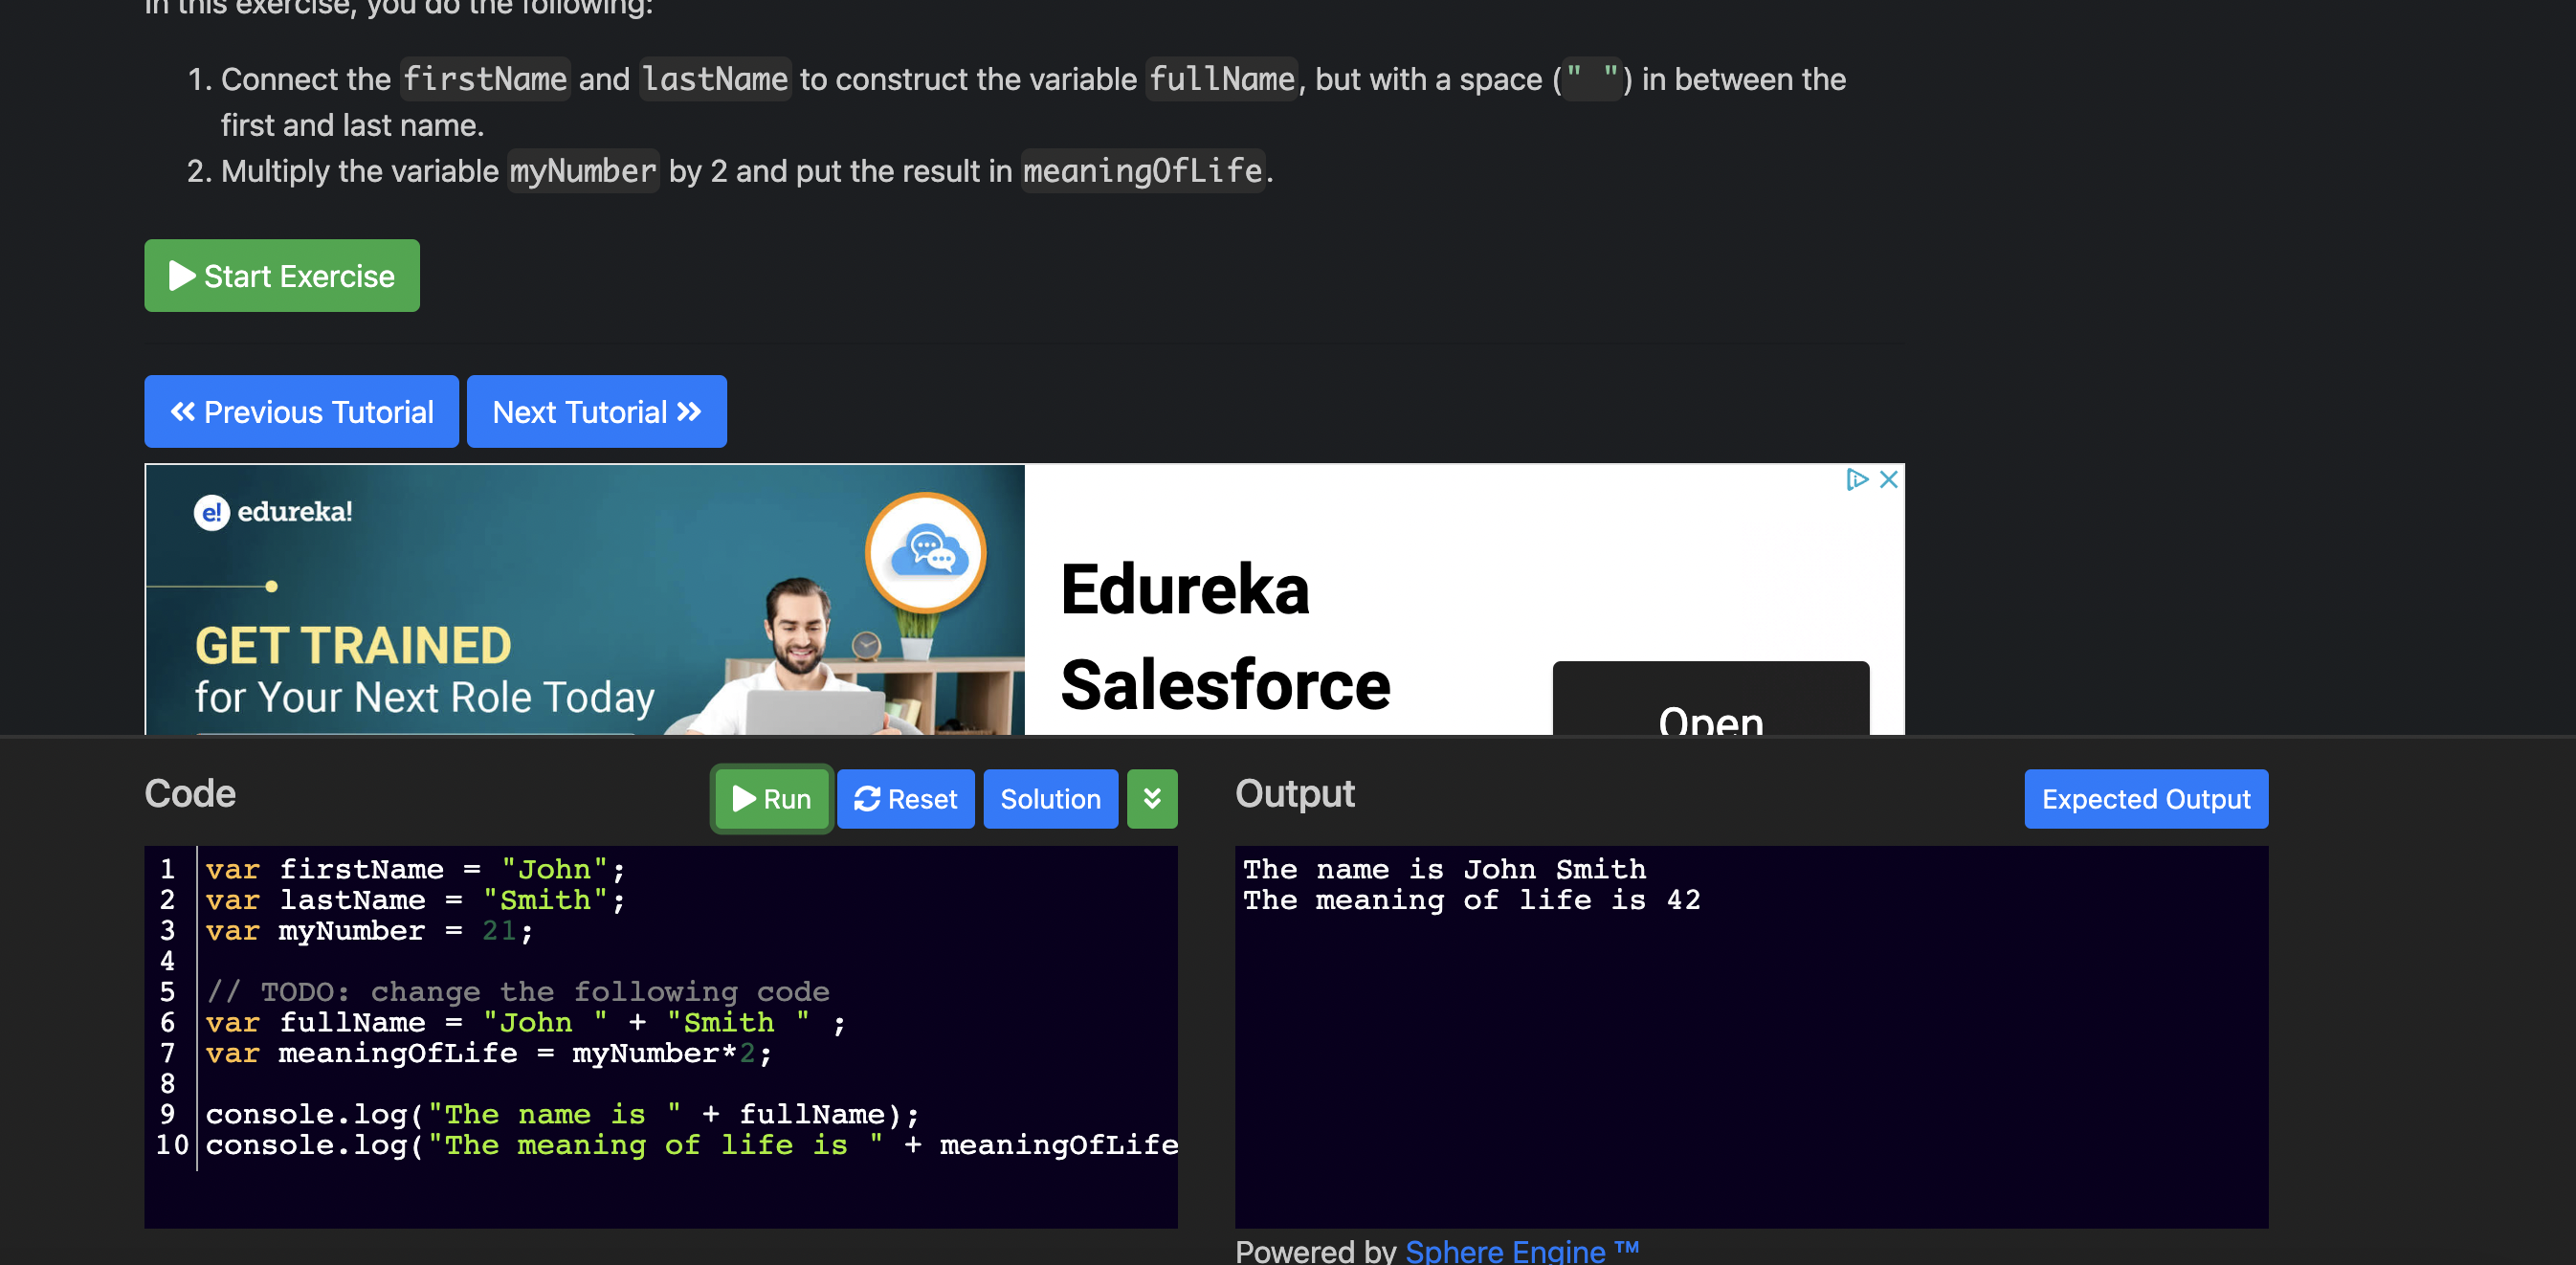 In this exercise, you do the following:
1. Connect the firstName and lastName to construct the variable fullName, but with a space (" ") in between the
first and last name.
2. Multiply the variable myNumber by 2 and put the result in meaningOfLife.
Start Exercise
Previous Tutorial Next Tutorial
e! edureka!
GET TRAINED
for Your Next Role Today
Edureka
Salesforce
Open
Code Run Reset Solution
1 var firstName = "John";
2 var lastName = "Smith";
3 var myNumber = 21;
4
5 // TODO: change the following code
6 var fullName = "John " + "Smith " ;
7 var meaningOfLife = myNumber*2;
8
9 console.log("The name is " + fullName);
10 console.log("The meaning of life is " + meaningOfLife
Output Expected Output
The name is John Smith
The meaning of life is 42
Powered by Sphere Engine ™